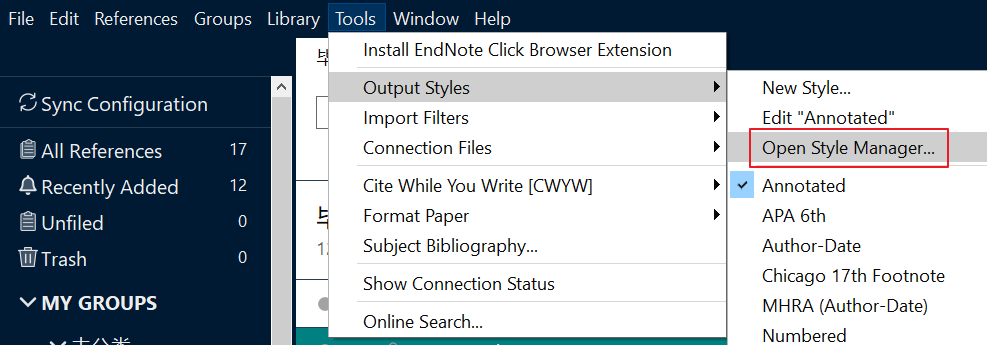 File Edit References Groups Library Tools Window Help
Install EndNote Click Browser Extension
Output Styles
Import Filters
Connection Files
Cite While You Write [CWYW]
Format Paper
Subject Bibliography...
Show Connection Status
Online Search...
New Style...
Edit "Annotated"
Open Style Manager...
Annotated
APA 6th
Author-Date
Chicago 17th Footnote
MHRA (Author-Date)
Numbered
Sync Configuration
All References 17
Recently Added 12
Unfiled 0
Trash 0
MY GROUPS